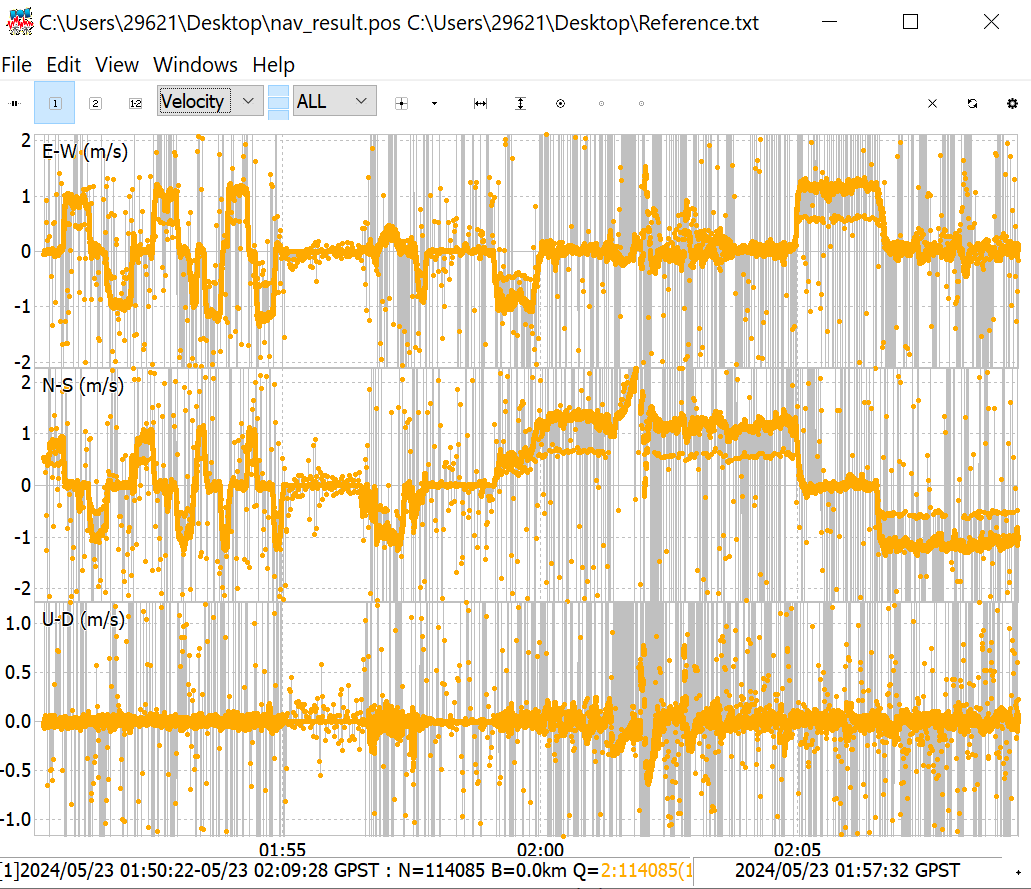 C:\Users\29621\Desktop\nav_result.pos C:\Users\29621\Desktop\Reference.txt
File Edit View Windows Help
1 2 1-2 Velocity ALL
2
E-W (m/s)
1
0
-1
-2
2
N-S (m/s)
1
0
-1
-2
1.0
U-D (m/s)
0.5
0.0
-0.5
-1.0
01:55 02:00 02:05
[1]2024/05/23 01:50:22-05/23 02:09:28 GPST : N=114085 B=0.0km Q=2:114085(1 2024/05/23 01:57:32 GPST